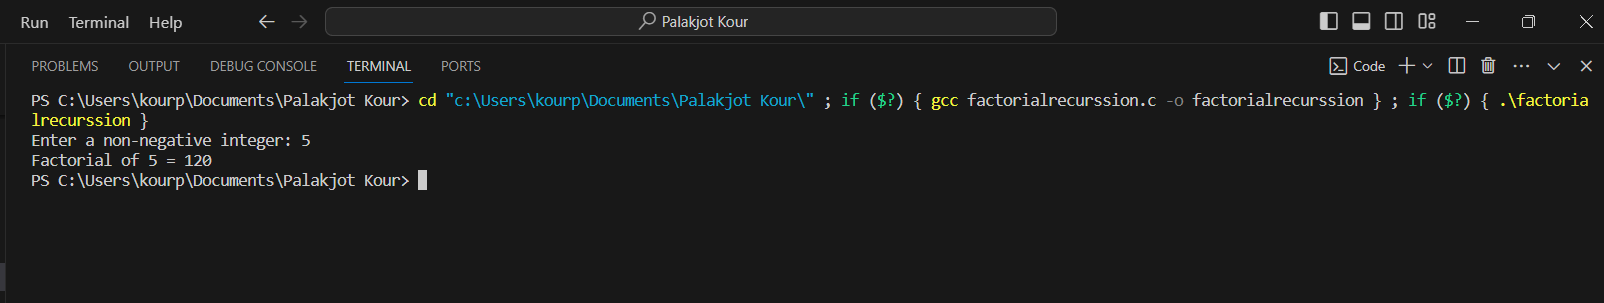 Run Terminal Help Palakjot Kour
PROBLEMS OUTPUT DEBUG CONSOLE TERMINAL PORTS Code
PS C:\Users\kourp\Documents\Palakjot Kour> cd "c:\Users\kourp\Documents\Palakjot Kour\" ; if ($?) { gcc factorialrecurssion.c -o factorialrecurssion } ; if ($?) { .\factoria
lrecurssion }
Enter a non-negative integer: 5
Factorial of 5 = 120
PS C:\Users\kourp\Documents\Palakjot Kour>